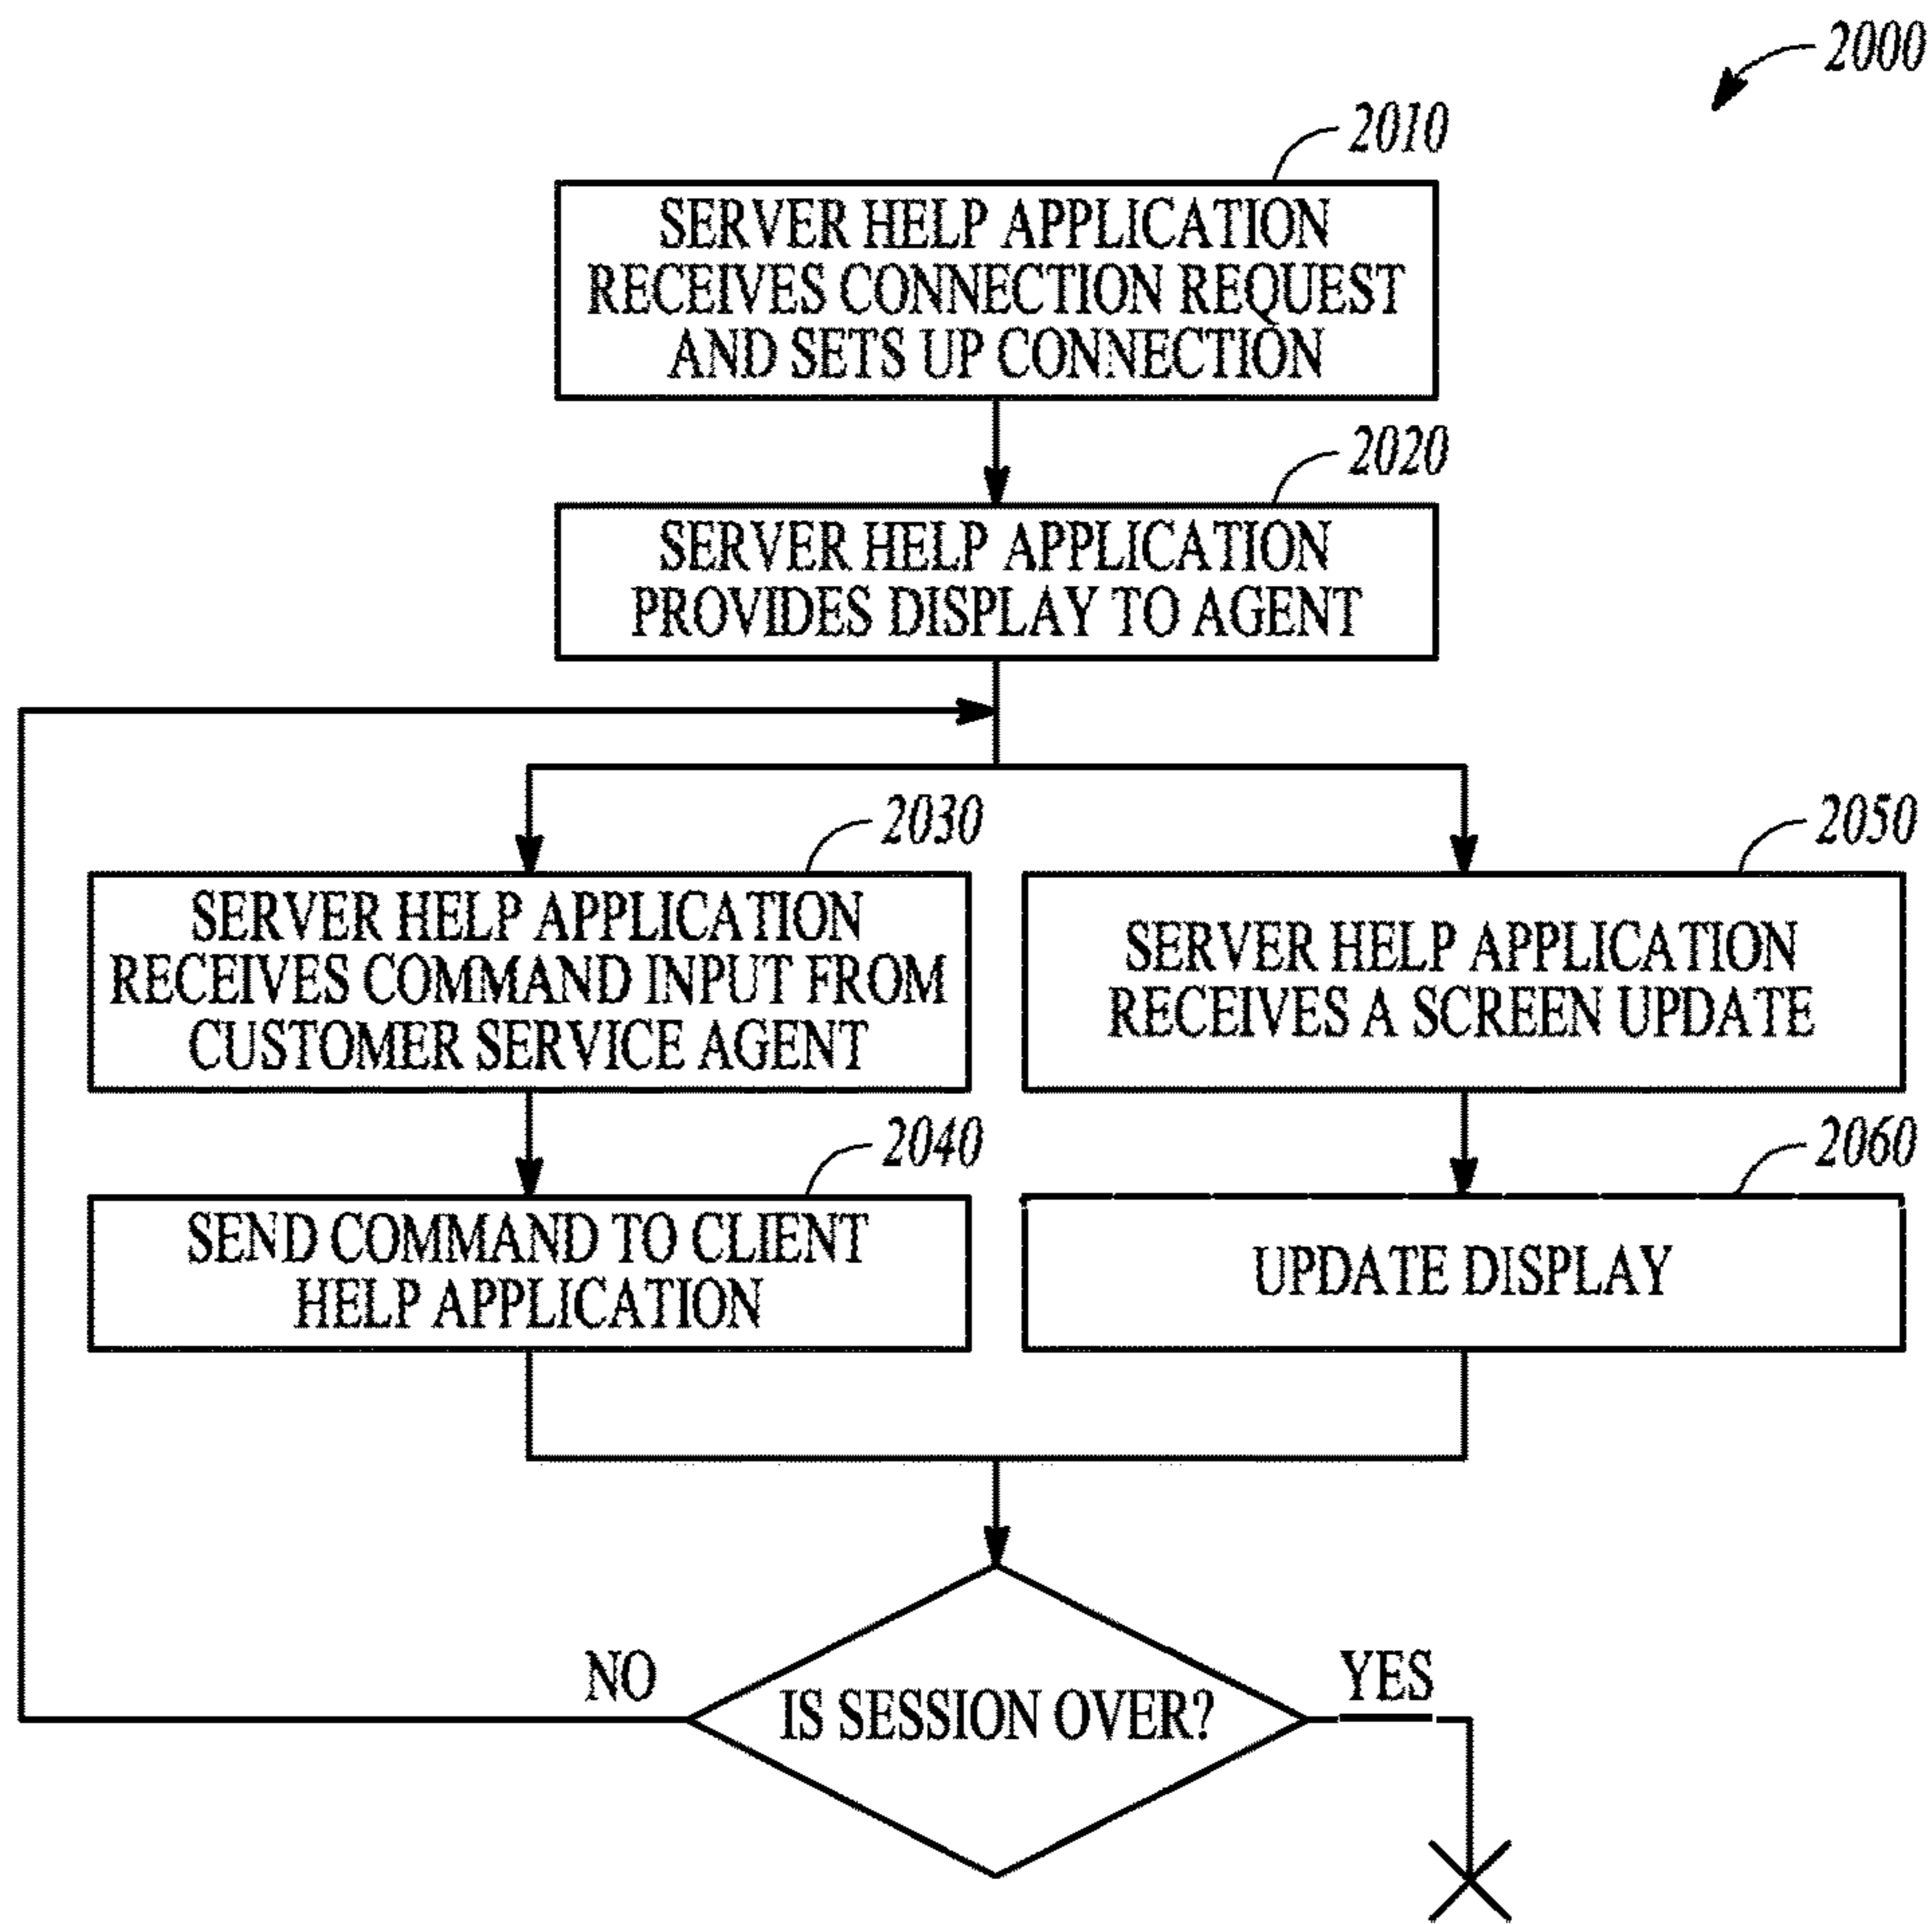 2000
2010
SERVER HELP APPLICATION
RECEIVES CONNECTION REQUEST
AND SETS UP CONNECTION
2020
SERVER HELP APPLICATION
PROVIDES DISPLAY TO AGENT
2030
SERVER HELP APPLICATION
RECEIVES COMMAND INPUT FROM
CUSTOMER SERVICE AGENT
2050
SERVER HELP APPLICATION
RECEIVES A SCREEN UPDATE
2040
SEND COMMAND TO CLIENT
HELP APPLICATION
2060
UPDATE DISPLAY
NO
IS SESSION OVER?
YES